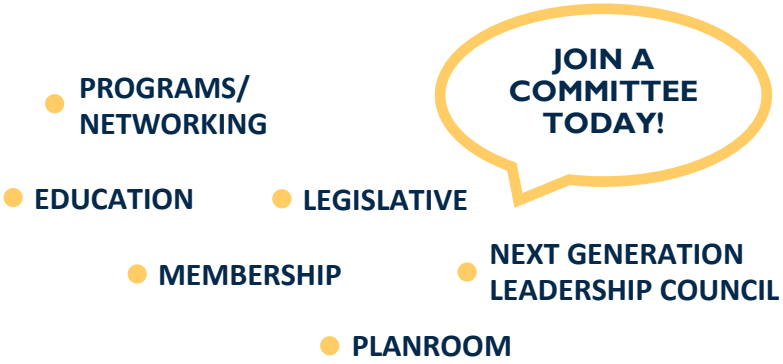 JOIN A
COMMITTEE
TODAY!
PROGRAMS/
NETWORKING
EDUCATION
LEGISLATIVE
MEMBERSHIP
NEXT GENERATION
LEADERSHIP COUNCIL
PLANROOM